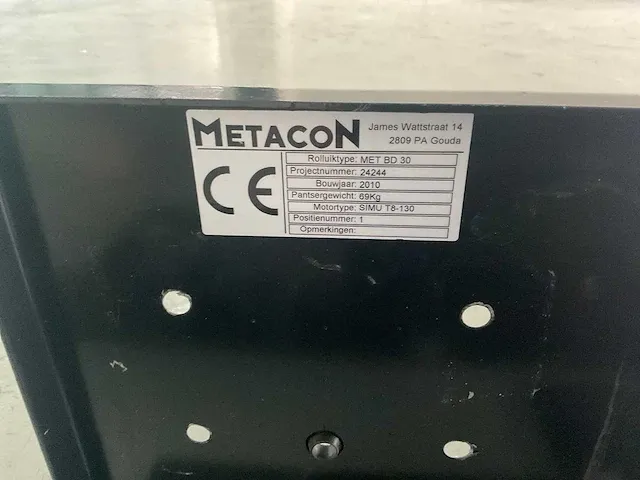 METACON
James Wattstraat 14
2809 PA Gouda
CE
Rolluiktype: MET BD 30
Projectnummer: 24244
Bouwjaar: 2010
Pantsergewicht: 69Kg
Motortype: SIMU T8-130
Positienummer: 1
Opmerkingen: